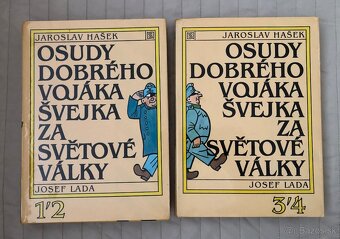 JAROSLAV HAŠEK
OSUDY
DOBRÉHO
VOJÁKA
ŠVEJKA
ZA
SVĚTOVÉ
VÁLKY
JOSEF LADA
1'2
JAROSLAV HAŠEK
OSUDY
DOBRÉHO
VOJÁKA
ŠVEJKA
ZA
SVĚTOVÉ
VÁLKY
JOSEF LADA
3'4